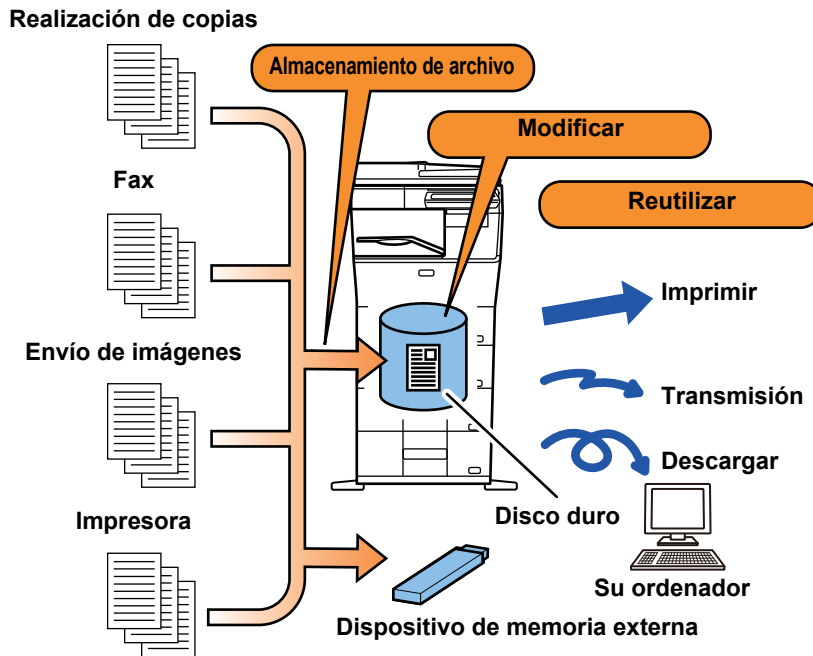 Realización de copias
Almacenamiento de archivo
Modificar
Fax
Reutilizar
Imprimir
Envío de imágenes
Transmisión
Descargar
Impresora
Disco duro
Su ordenador
Dispositivo de memoria externa